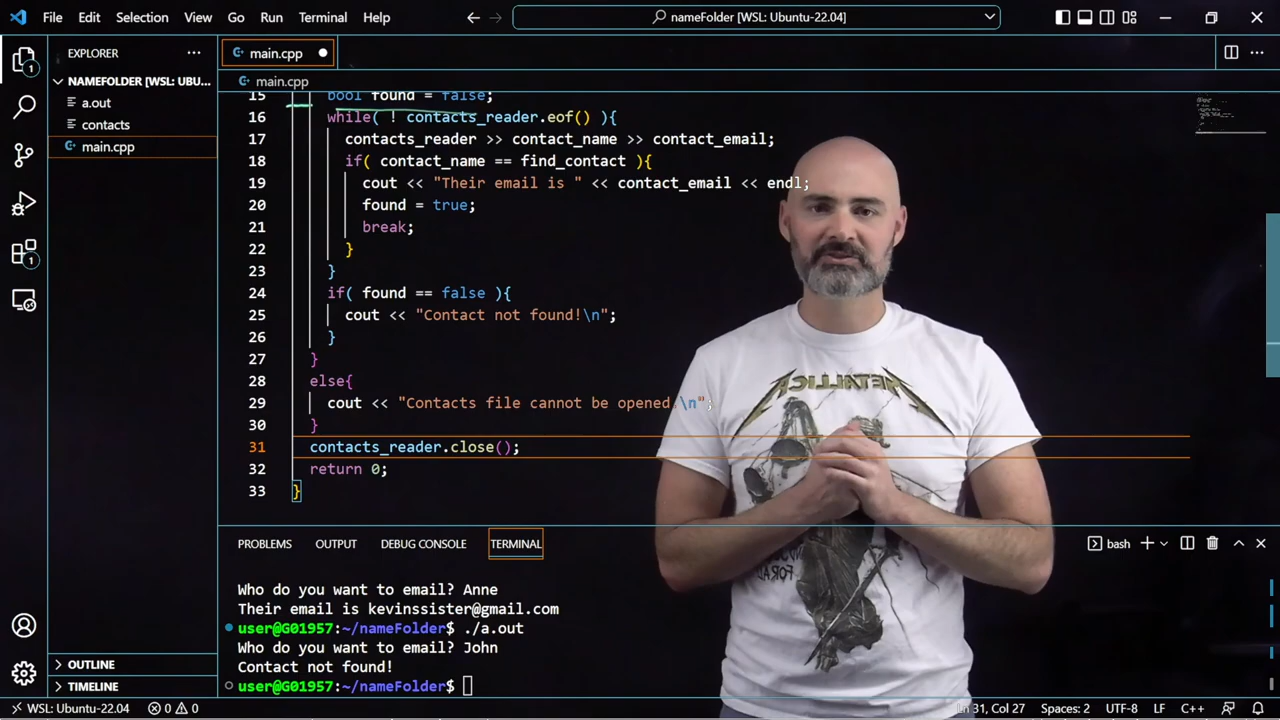 File Edit Selection View Go Run Terminal Help
nameFolder [WSL: Ubuntu-22.04]
EXPLORER
NAMEFOLDER [WSL: UBU...
a.out
contacts
main.cpp
OUTLINE
TIMELINE
main.cpp
main.cpp
15 bool found = false;
16 while( ! contacts_reader.eof() ){
17 contacts_reader >> contact_name >> contact_email;
18 if( contact_name == find_contact ){
19 cout << "Their email is " << contact_email << endl;
20 found = true;
21 break;
22 }
23 }
24 if( found == false ){
25 cout << "Contact not found!\n";
26 }
27 }
28 else{
29 cout << "Contacts file cannot be opened.\n";
30 }
31 contacts_reader.close();
32 return 0;
33 }
METALLICA
PROBLEMS OUTPUT DEBUG CONSOLE TERMINAL
bash
Who do you want to email? Anne
Their email is kevinssister@gmail.com
user@G01957:~/nameFolder$ ./a.out
Who do you want to email? John
Contact not found!
user@G01957:~/nameFolder$
WSL: Ubuntu-22.04 0 0 Ln 31, Col 27 Spaces: 2 UTF-8 LF C++